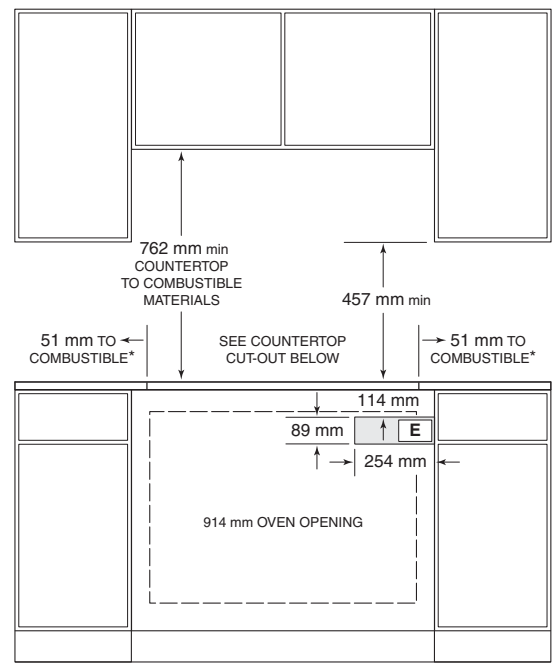 762 mm min
COUNTERTOP
TO COMBUSTIBLE
MATERIALS
457 mm min
51 mm TO
COMBUSTIBLE*
SEE COUNTERTOP
CUT-OUT BELOW
51 mm TO
COMBUSTIBLE*
114 mm
89 mm
E
254 mm
914 mm OVEN OPENING